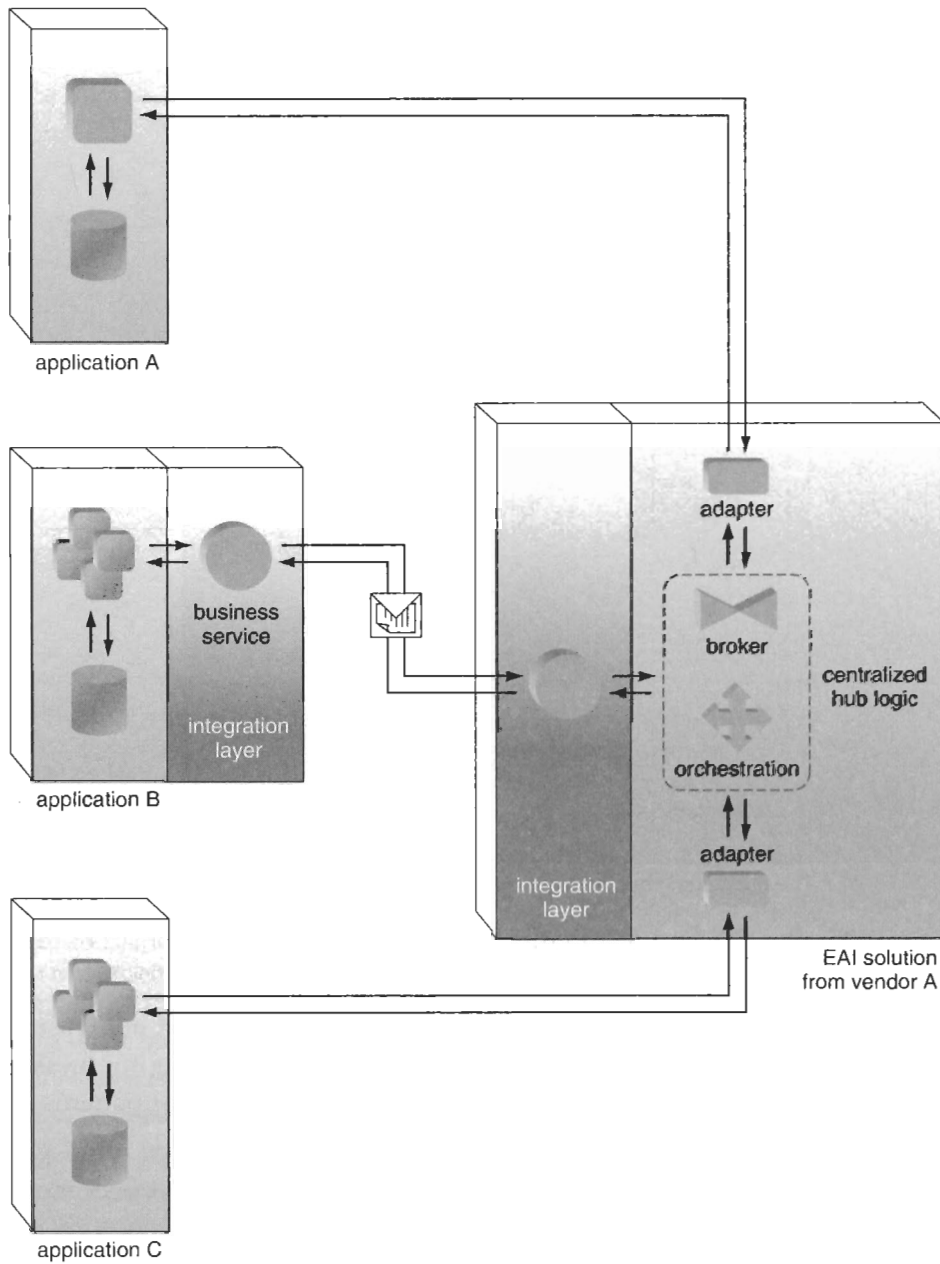 application A
adapter
business
service
broker
centralized
hub logic
integration
layer
orchestration
application B
adapter
integration
layer
EAI solution
from vendor A
application C